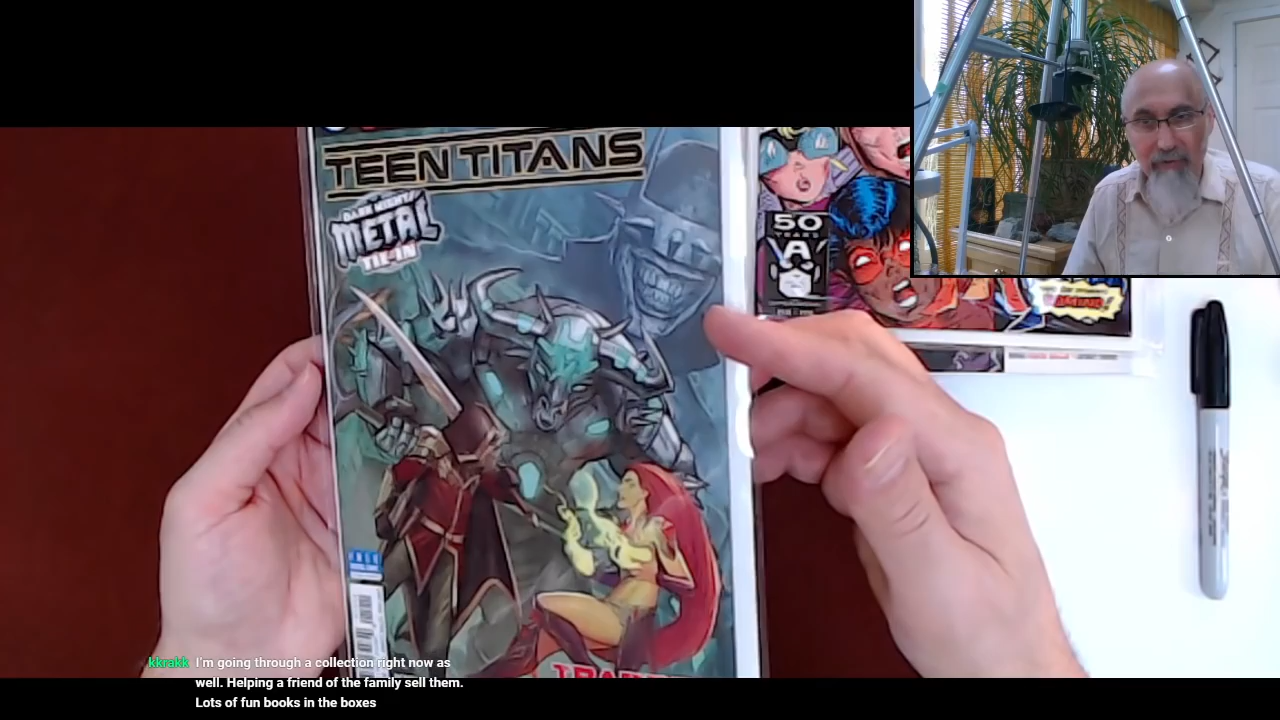 TEEN TITANS
DARK NIGHTS
METAL
TIE-IN
50
YEARS
A
kkrakk I'm going through a collection right now as
well. Helping a friend of the family sell them.
Lots of fun books in the boxes